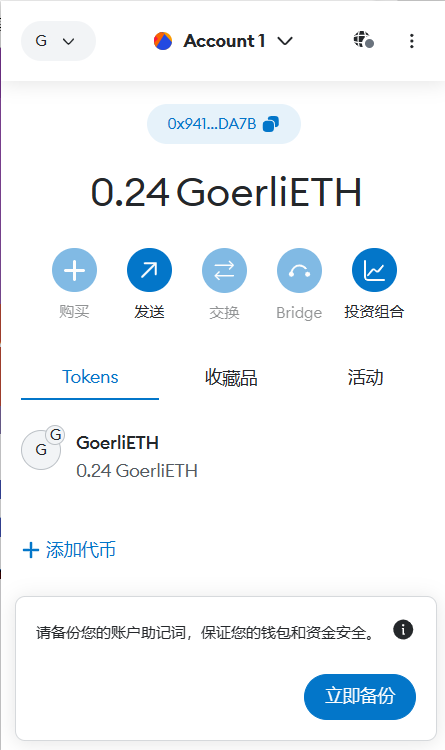 G
Account 1
0x941...DA7B
0.24 GoerliETH
购买
发送
交换
Bridge
投资组合
Tokens
收藏品
活动
G
G
GoerliETH
0.24 GoerliETH
添加代币
请备份您的账户助记词，保证您的钱包和资金安全。
立即备份